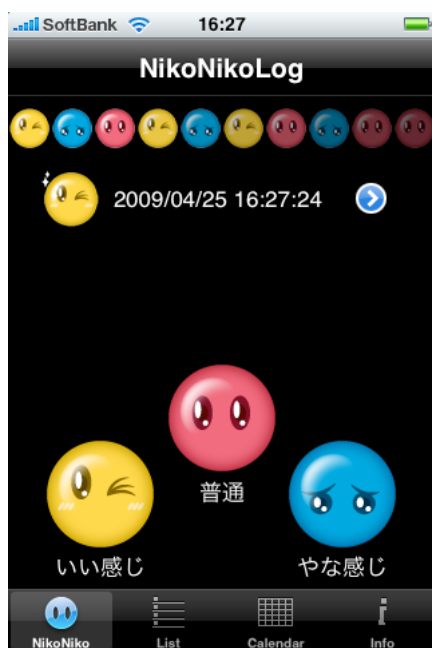 SoftBank 16:27
NikoNikoLog
2009/04/25 16:27:24
普通
いい感じ
やな感じ
NikoNiko List Calendar Info